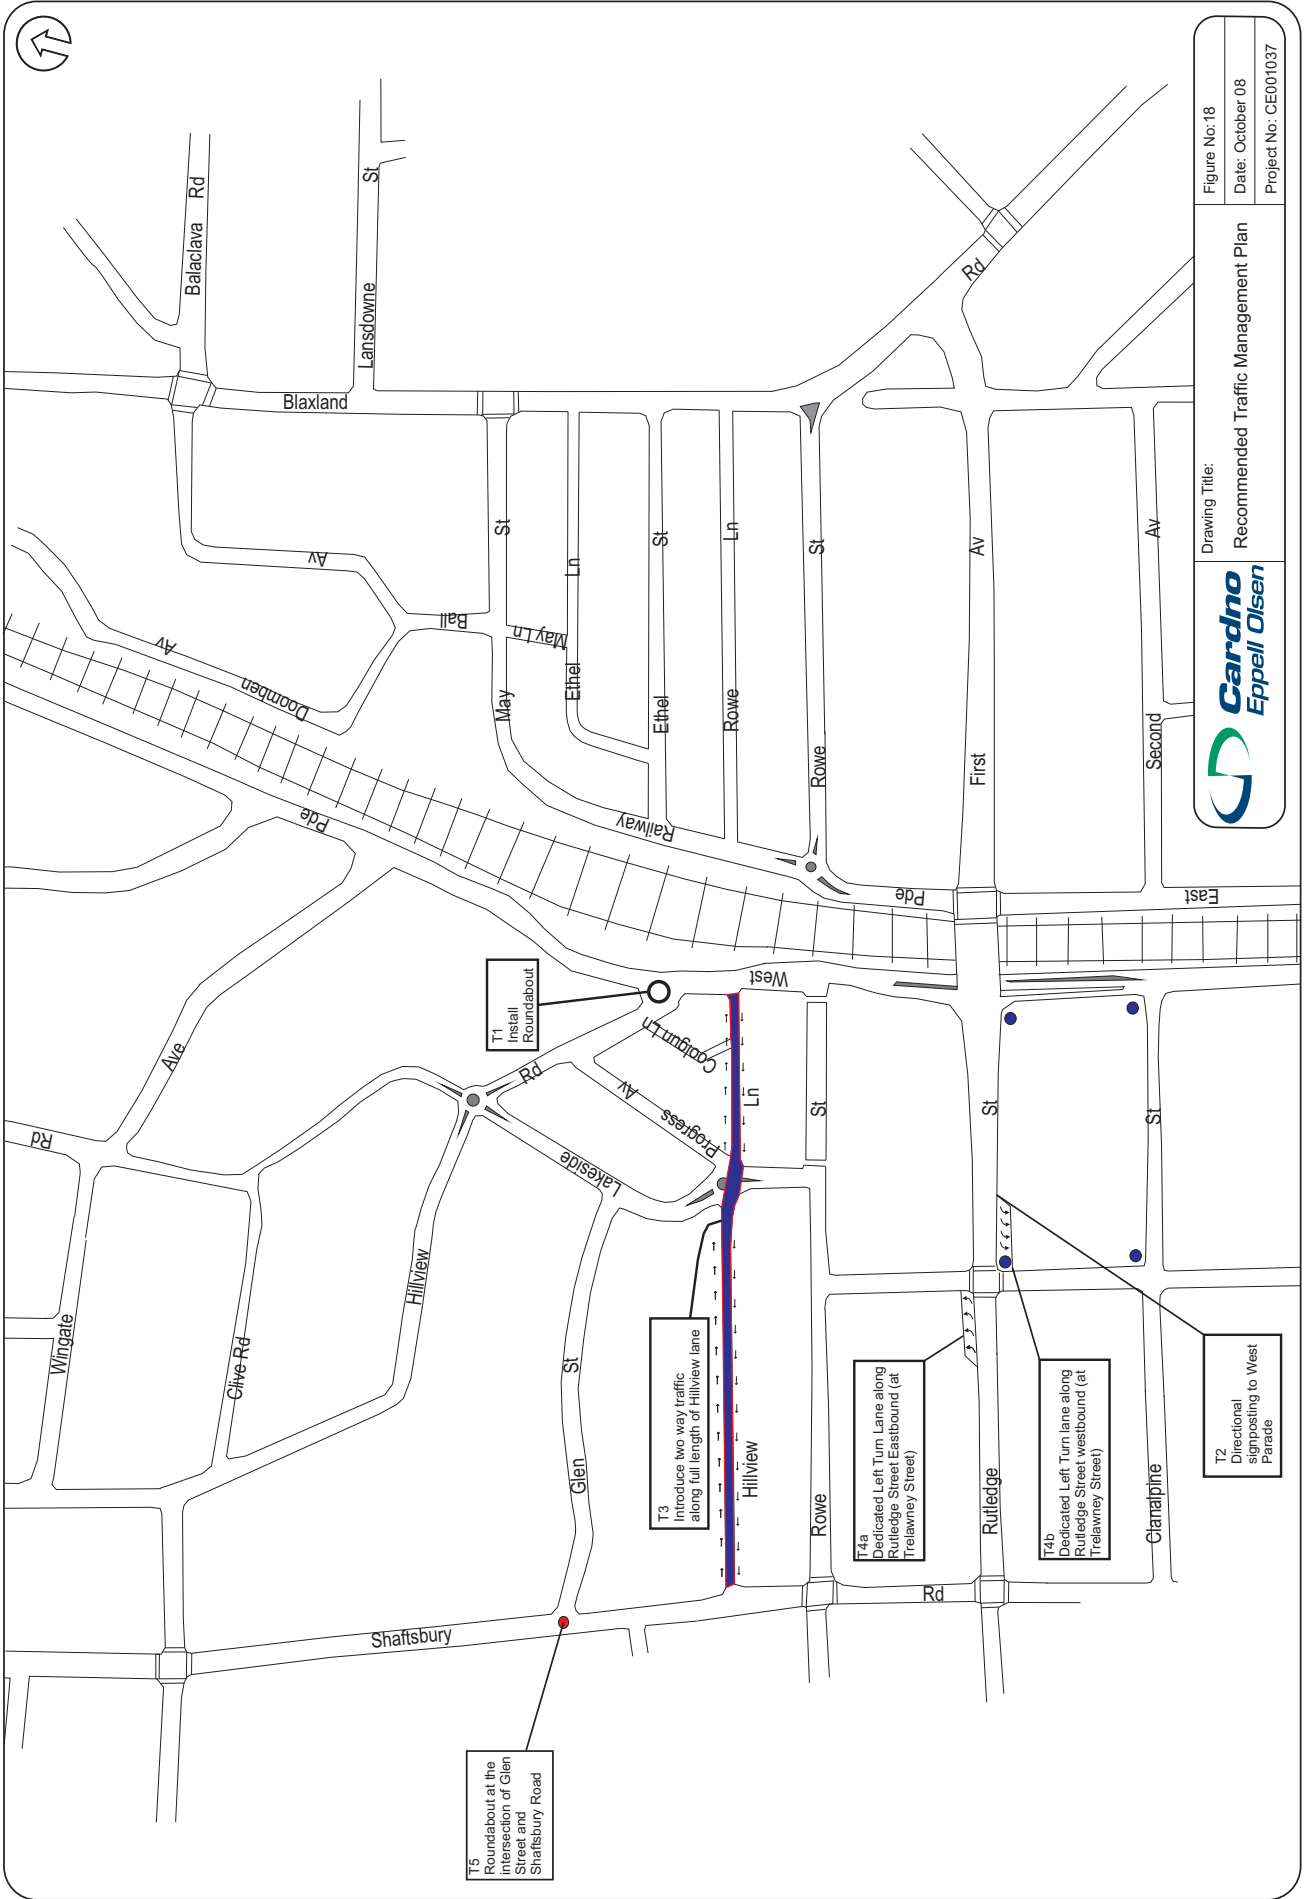 T5
Roundabout at the
intersection of Glen
Street and
Shaftsbury Road
T1
Install
Roundabout
T3
Introduce two way traffic
along full length of Hillview lane
T4a
Dedicated Left Turn Lane along
Rutledge Street Eastbound (at
Trelawney Street)
T4b
Dedicated Left Turn lane along
Rutledge Street westbound (at
Trelawney Street)
T2
Directional
signposting to West
Parade
Shaftsbury
Rd
Wingate
Rd
Clive Rd
Ave
Hillview
Rd
Glen
St
Lakeside
Progress
Av
Coolgun Ln
Hillview
Ln
Rowe
St
Rutledge
St
Clanalpine
St
West
Pde
Doomben
Av
Av
Ball
Balaclava
Rd
Lansdowne
St
Blaxland
Rd
May
St
May Ln
Ethel
Ln
Ethel
St
Rowe
Ln
Rowe
St
First
Av
Second
Av
Railway
Pde
East
Cardno
Eppell Olsen
Drawing Title:
Recommended Traffic Management Plan
Figure No:18
Date: October 08
Project No: CE001037